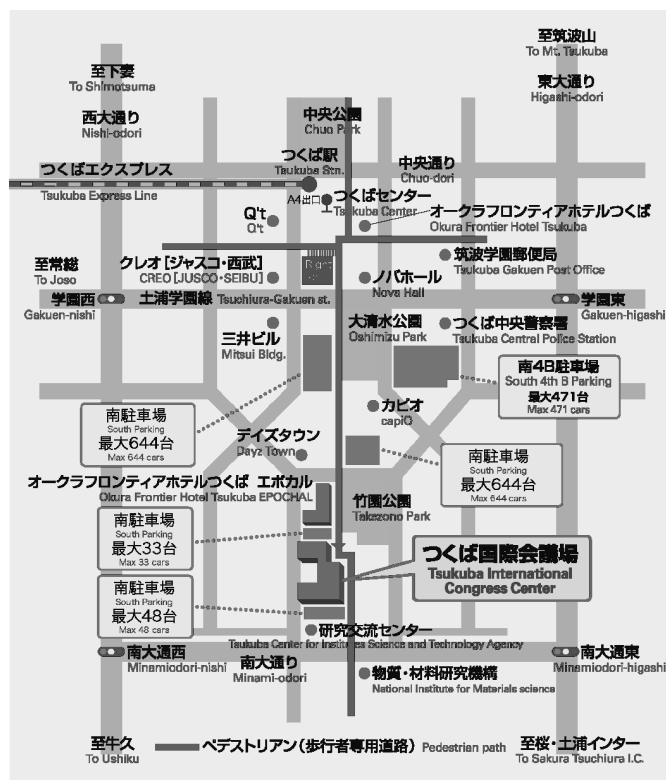 至筑波山
To Mt. Tsukuba
至下妻
To Shimotsuma
東大通り
Higashi-odori
西大通り
Nishi-odori
中央公園
Chuo Park
つくば駅
Tsukuba Stn.
中央通り
Chuo-dori
つくばエクスプレス
Tsukuba Express Line
A4出口
つくばセンター
Tsukuba Center
Q't
Q't
オークラフロンティアホテルつくば
Okura Frontier Hotel Tsukuba
至常総
To Joso
クレオ[ジャスコ・西武]
CREO [JUSCO・SEIBU]
Right
筑波学園郵便局
Tsukuba Gakuen Post Office
ノバホール
Nova Hall
学園西
Gakuen-nishi
土浦学園線 Tsuchiura-Gakuen st.
学園東
Gakuen-higashi
三井ビル
Mitsui Bldg.
大清水公園
Oshimizu Park
つくば中央警察署
Tsukuba Central Police Station
南4B駐車場
South 4th B Parking
最大471台
Max 471 cars
カピオ
capiO
南駐車場
South Parking
最大644台
Max 644 cars
デイズタウン
Dayz Town
南駐車場
South Parking
最大644台
Max 644 cars
オークラフロンティアホテルつくば エポカル
Okura Frontier Hotel Tsukuba EPOCHAL
竹園公園
Takezono Park
南駐車場
South Parking
最大33台
Max 33 cars
つくば国際会議場
Tsukuba International
Congress Center
南駐車場
South Parking
最大48台
Max 48 cars
研究交流センター
Tsukuba Center for Institutes Science and Technology Agency
南大通西
Minamiodori-nishi
南大通り
Minami-odori
南大通東
Minamiodori-higashi
物質・材料研究機構
National Institute for Materials science
至牛久
To Ushiku
ペデストリアン(歩行者専用道路) Pedestrian path
至桜・土浦インター
To Sakura Tsuchiura I.C.